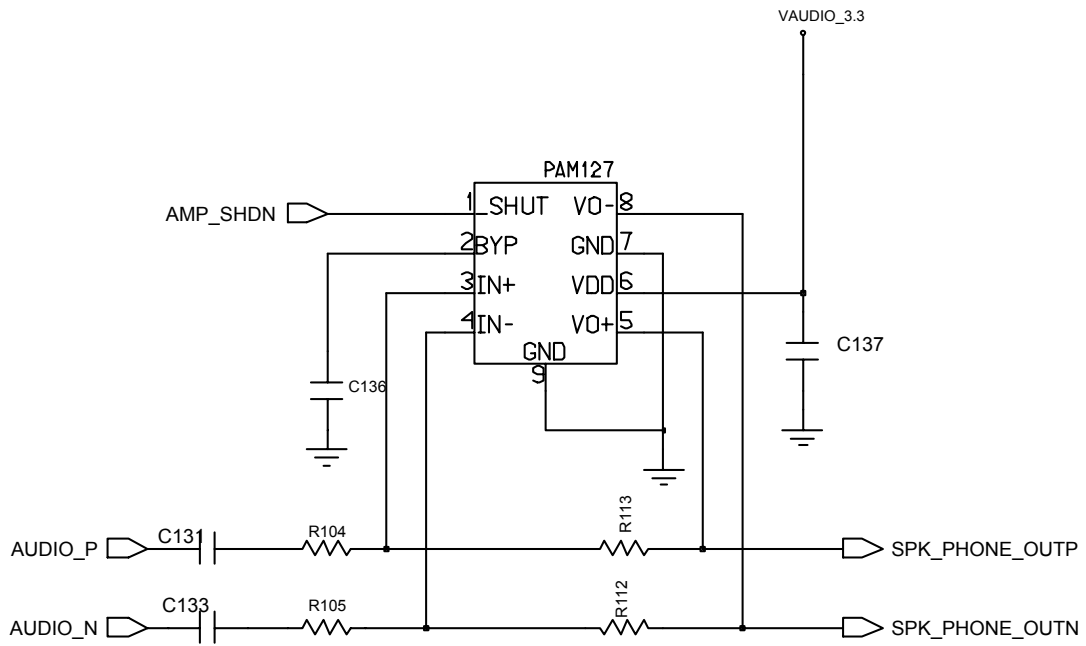 VAUDIO_3.3
PAM127
AMP_SHDN
1
_SHUT
VO-
8
2
BYP
GND
7
3
IN+
VDD
6
4
IN-
VO+
5
GND
9
C137
C136
AUDIO_P
C131
R104
R113
SPK_PHONE_OUTP
AUDIO_N
C133
R105
R112
SPK_PHONE_OUTN